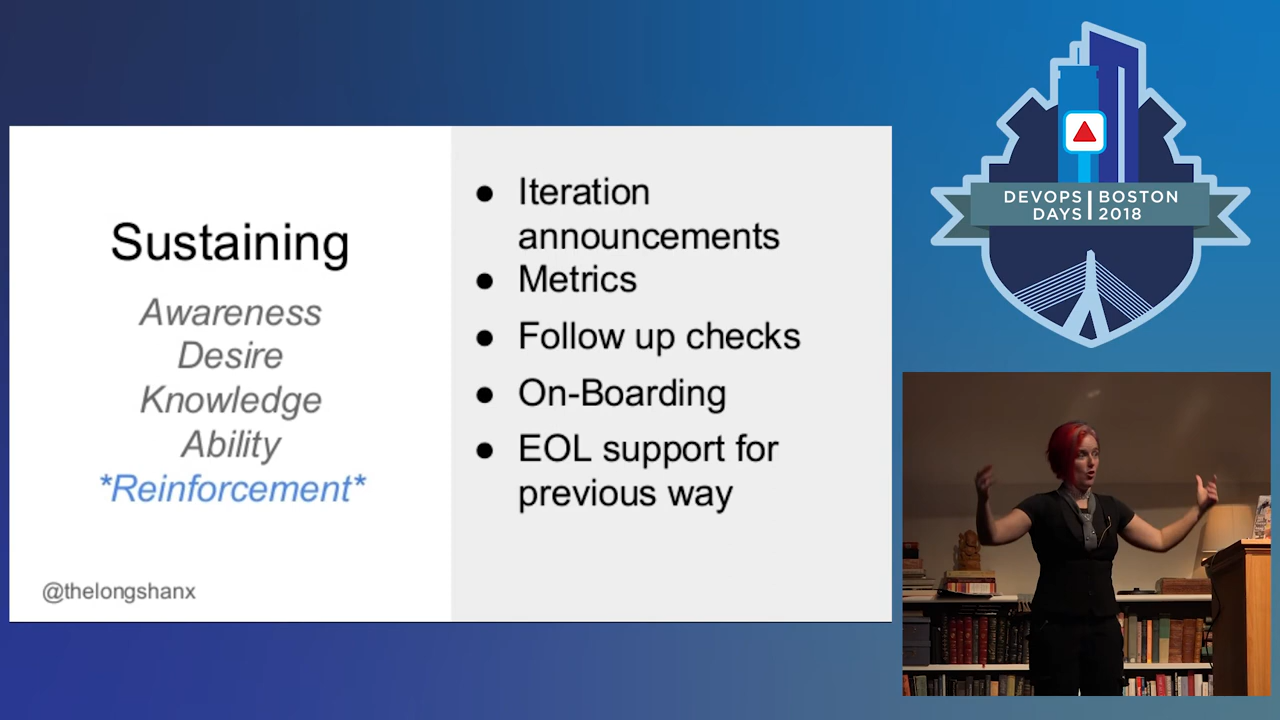 Sustaining
Awareness
Desire
Knowledge
Ability
*Reinforcement*
@thelongshanx
● Iteration
announcements
● Metrics
● Follow up checks
● On-Boarding
● EOL support for
previous way
DEVOPS BOSTON
DAYS 2018